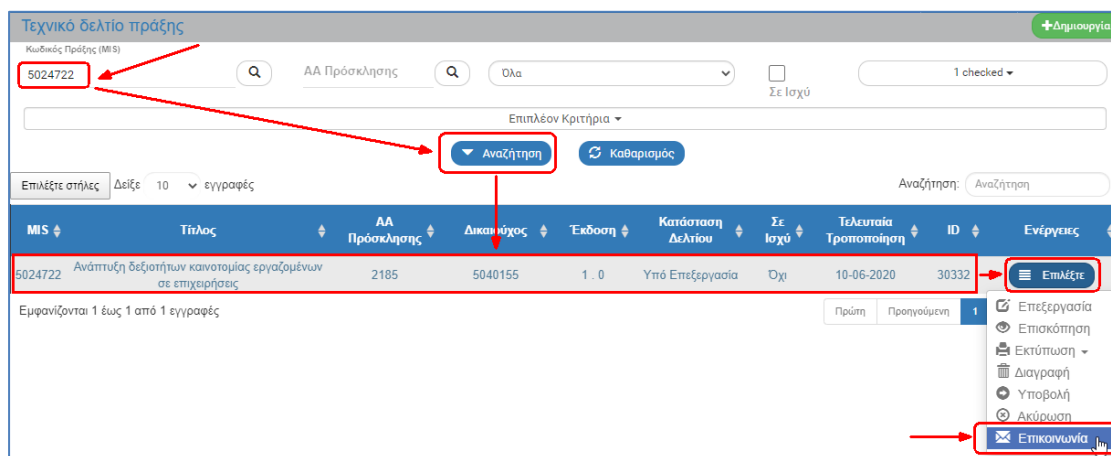 Τεχνικό δελτίο πράξης
+Δημιουργία
Κωδικός Πράξης (MIS)
5024722
ΑΑ Πρόσκλησης
Όλα
Σε Ισχύ
1 checked
Επιπλέον Κριτήρια
Αναζήτηση
Καθαρισμός
Επιλέξτε στήλες Δείξε 10 εγγραφές
Αναζήτηση: Αναζήτηση
MIS Τίτλος ΑΑ Πρόσκλησης Δικαιούχος Έκδοση Κατάσταση Δελτίου Σε Ισχύ Τελευταία Τροποποίηση ID Ενέργειες
5024722 Ανάπτυξη δεξιοτήτων καινοτομίας εργαζομένων σε επιχειρήσεις 2185 5040155 1 . 0 Υπό Επεξεργασία Όχι 10-06-2020 30332 Επιλέξτε
Εμφανίζονται 1 έως 1 από 1 εγγραφές
Πρώτη Προηγούμενη 1
Επεξεργασία
Επισκόπηση
Εκτύπωση
Διαγραφή
Υποβολή
Ακύρωση
Επικοινωνία